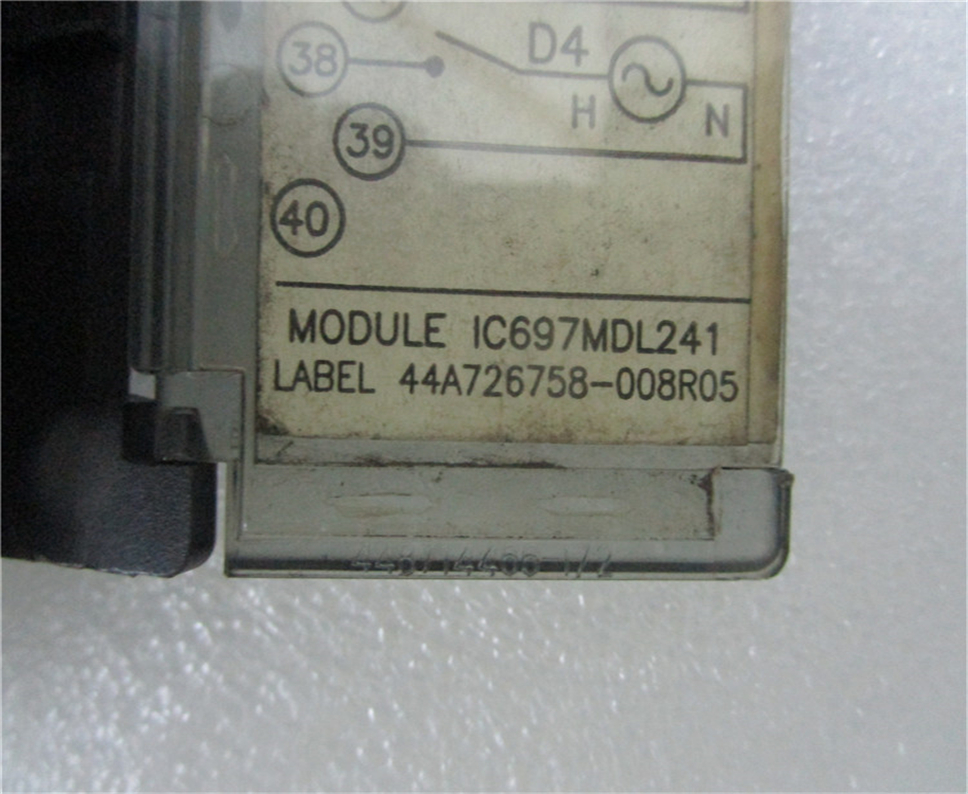 38
D4
H
N
39
40
MODULE IC697MDL241
LABEL 44A726758-008R05